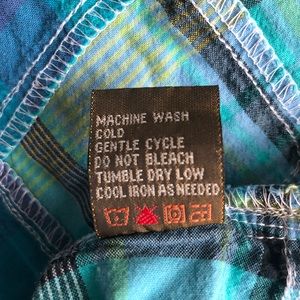 MACHINE WASH
COLD
GENTLE CYCLE
DO NOT BLEACH
TUMBLE DRY LOW
COOL IRON AS NEEDED